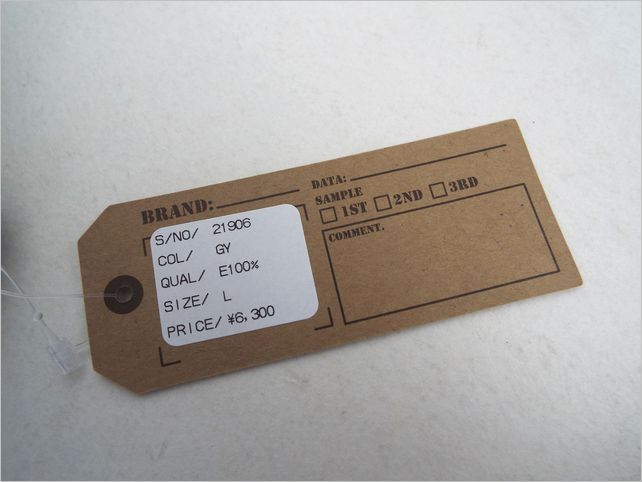 BRAND:
DATA:
SAMPLE
1ST 2ND 3RD
COMMENT.
S/NO/ 21906
COL/ GY
QUAL/ E100%
SIZE/ L
PRICE/ ¥6,300